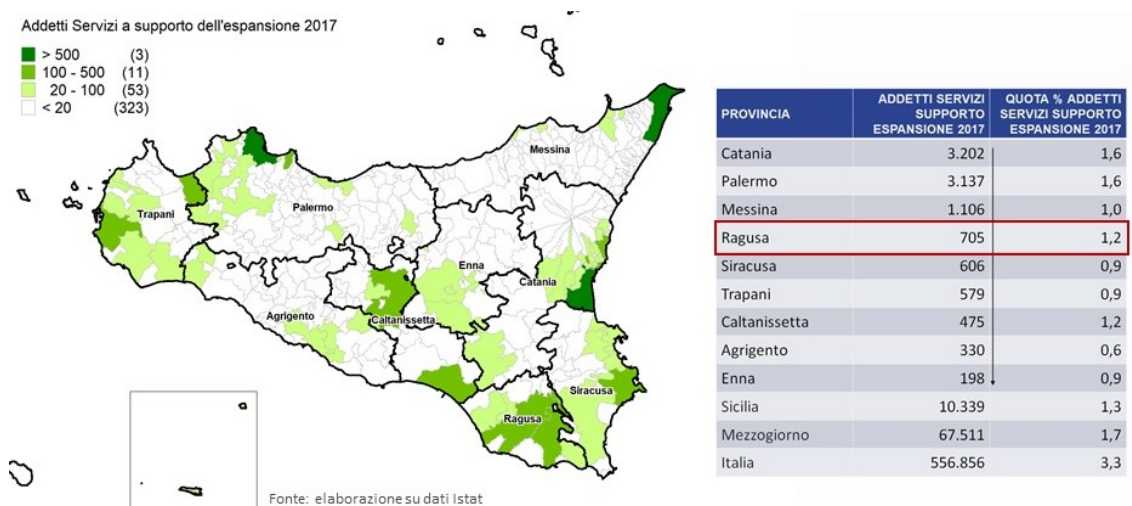 Addetti Servizi a supporto dell'espansione 2017
> 500 (3)
100 - 500 (11)
20 - 100 (53)
< 20 (323)
Messina
Trapani
Palermo
Enna
Catania
Agrigento
Caltanissetta
Siracusa
Ragusa
Fonte: elaborazione su dati Istat
PROVINCIA
ADDETTI SERVIZI
SUPPORTO
ESPANSIONE 2017
QUOTA % ADDETTI
SERVIZI SUPPORTO
ESPANSIONE 2017
Catania 3.202 1,6
Palermo 3.137 1,6
Messina 1.106 1,0
Ragusa 705 1,2
Siracusa 606 0,9
Trapani 579 0,9
Caltanissetta 475 1,2
Agrigento 330 0,6
Enna 198 0,9
Sicilia 10.339 1,3
Mezzogiorno 67.511 1,7
Italia 556.856 3,3